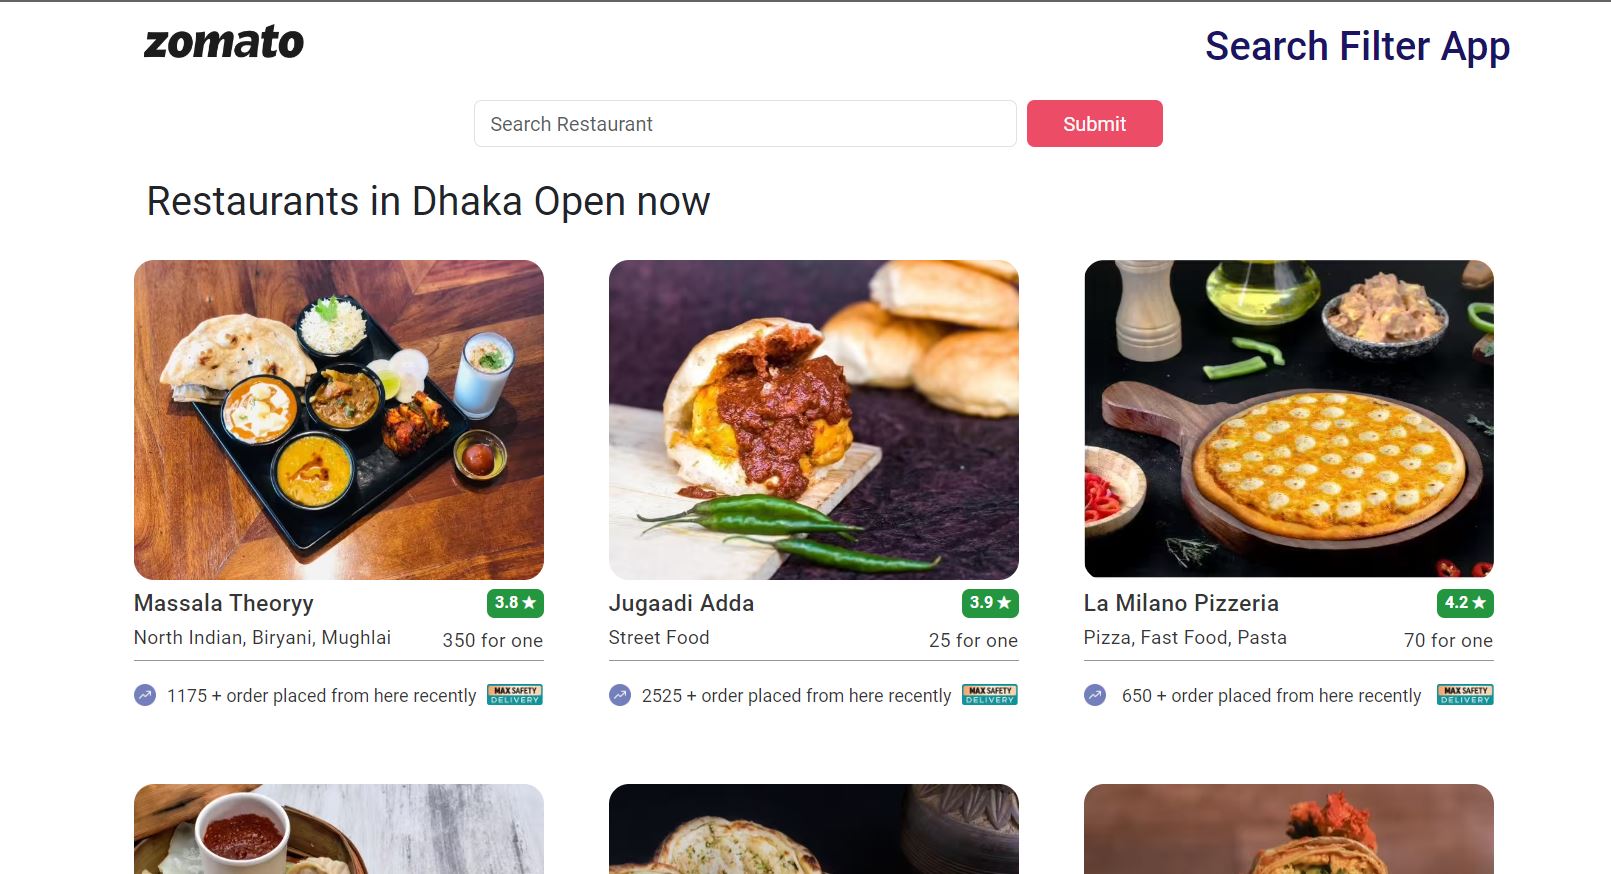 zomato
Search Filter App
Search Restaurant
Submit
Restaurants in Dhaka Open now
Massala Theoryy
3.8 ★
North Indian, Biryani, Mughlai
350 for one
1175 + order placed from here recently
MAX SAFETY
DELIVERY
Jugaadi Adda
3.9 ★
Street Food
25 for one
2525 + order placed from here recently
MAX SAFETY
DELIVERY
La Milano Pizzeria
4.2 ★
Pizza, Fast Food, Pasta
70 for one
650 + order placed from here recently
MAX SAFETY
DELIVERY